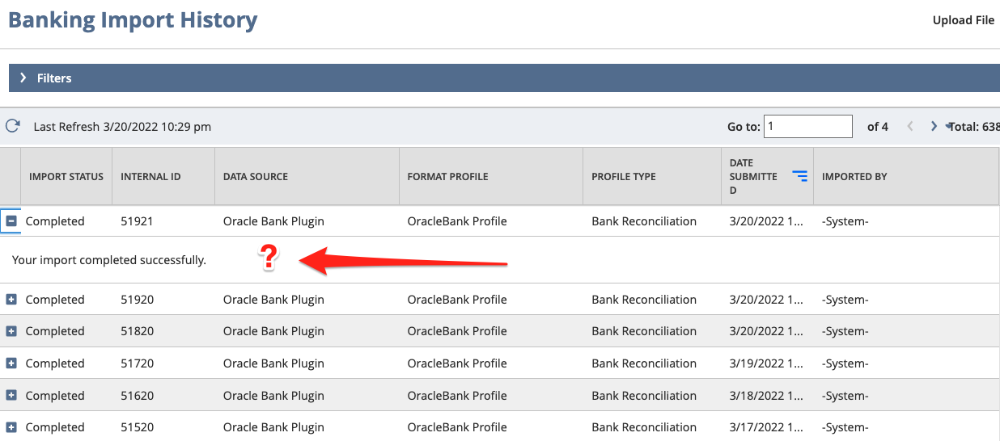 Banking Import History
Upload File
Filters
Last Refresh 3/20/2022 10:29 pm
Go to: 1 of 4 Total: 638
IMPORT STATUS INTERNAL ID DATA SOURCE FORMAT PROFILE PROFILE TYPE DATE SUBMITTE D IMPORTED BY
Completed 51921 Oracle Bank Plugin OracleBank Profile Bank Reconciliation 3/20/2022 1... -System-
Your import completed successfully. ?
Completed 51920 Oracle Bank Plugin OracleBank Profile Bank Reconciliation 3/20/2022 1... -System-
Completed 51820 Oracle Bank Plugin OracleBank Profile Bank Reconciliation 3/20/2022 1... -System-
Completed 51720 Oracle Bank Plugin OracleBank Profile Bank Reconciliation 3/19/2022 1... -System-
Completed 51620 Oracle Bank Plugin OracleBank Profile Bank Reconciliation 3/18/2022 1... -System-
Completed 51520 Oracle Bank Plugin OracleBank Profile Bank Reconciliation 3/17/2022 1... -System-